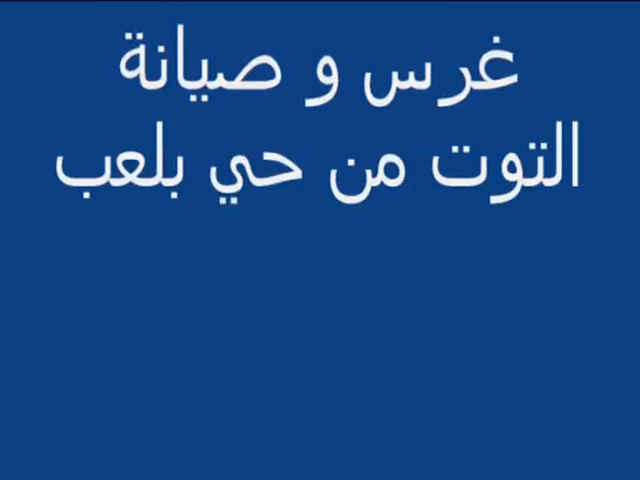 غرس و صيانة
التوت من حي بلعب